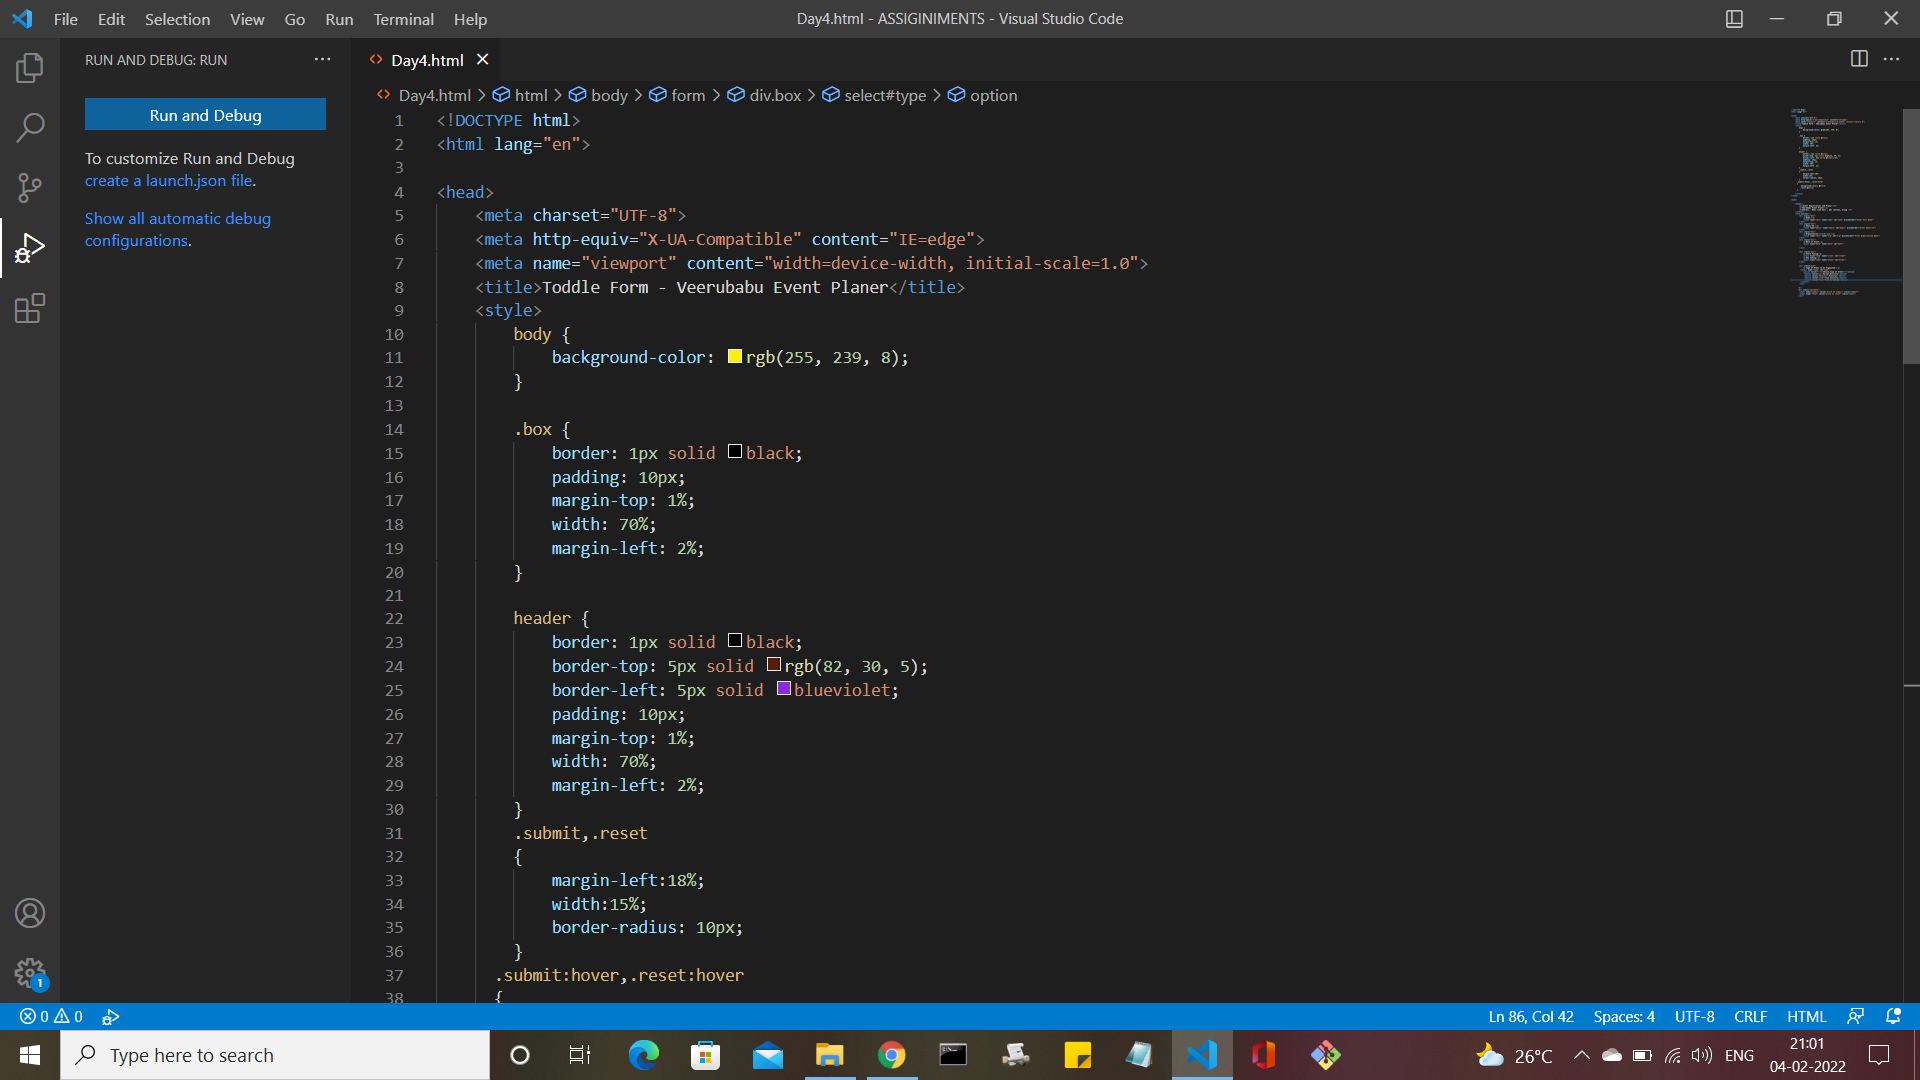 File Edit Selection View Go Run Terminal Help
Day4.html - ASSIGINIMENTS - Visual Studio Code
RUN AND DEBUG: RUN
Run and Debug
To customize Run and Debug
create a launch.json file.
Show all automatic debug
configurations.
Day4.html
Day4.html > html > body > form > div.box > select#type > option
1 <!DOCTYPE html>
2 <html lang="en">
3
4 <head>
5 <meta charset="UTF-8">
6 <meta http-equiv="X-UA-Compatible" content="IE=edge">
7 <meta name="viewport" content="width=device-width, initial-scale=1.0">
8 <title>Toddle Form - Veerubabu Event Planer</title>
9 <style>
10 body {
11 background-color: rgb(255, 239, 8);
12 }
13
14 .box {
15 border: 1px solid black;
16 padding: 10px;
17 margin-top: 1%;
18 width: 70%;
19 margin-left: 2%;
20 }
21
22 header {
23 border: 1px solid black;
24 border-top: 5px solid rgb(82, 30, 5);
25 border-left: 5px solid blueviolet;
26 padding: 10px;
27 margin-top: 1%;
28 width: 70%;
29 margin-left: 2%;
30 }
31 .submit,.reset
32 {
33 margin-left:18%;
34 width:15%;
35 border-radius: 10px;
36 }
37 .submit:hover,.reset:hover
38 {
1
0 0
Ln 86, Col 42 Spaces: 4 UTF-8 CRLF HTML
Type here to search
26°C ENG
21:01
04-02-2022